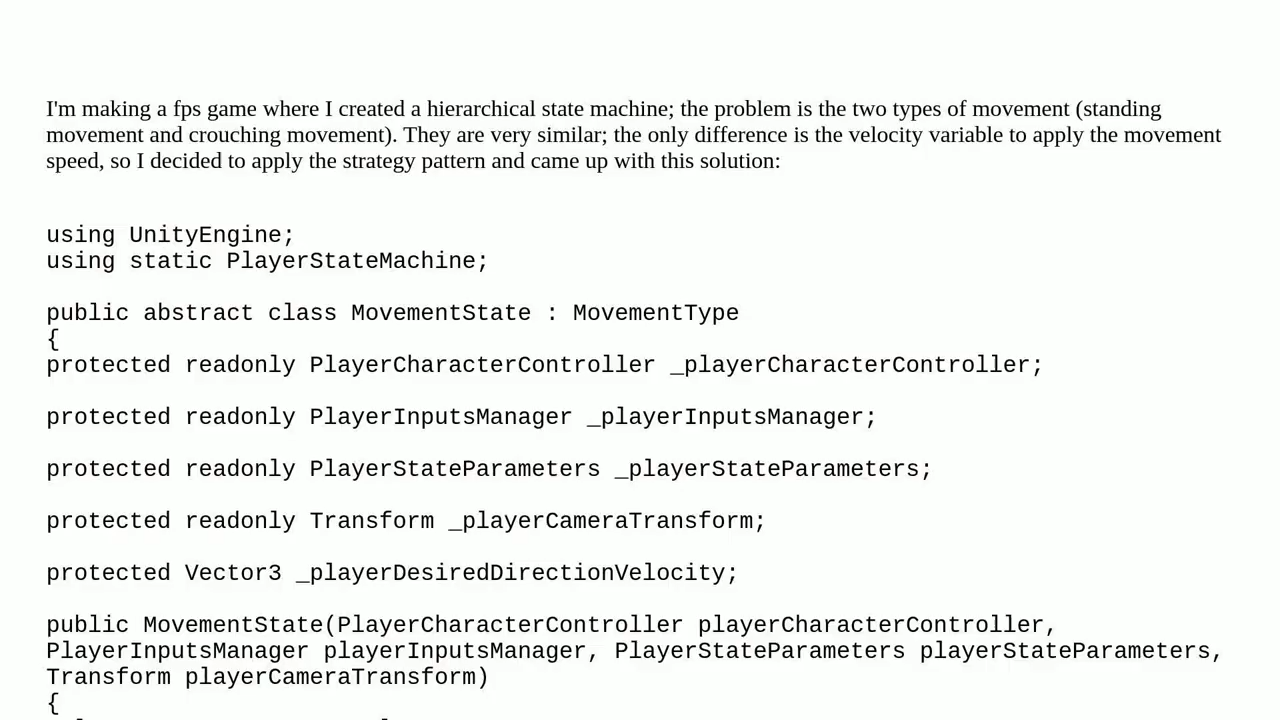 I'm making a fps game where I created a hierarchical state machine; the problem is the two types of movement (standing
movement and crouching movement). They are very similar; the only difference is the velocity variable to apply the movement
speed, so I decided to apply the strategy pattern and came up with this solution:
using UnityEngine;
using static PlayerStateMachine;
public abstract class MovementState : MovementType
{
protected readonly PlayerCharacterController _playerCharacterController;
protected readonly PlayerInputsManager _playerInputsManager;
protected readonly PlayerStateParameters _playerStateParameters;
protected readonly Transform _playerCameraTransform;
protected Vector3 _playerDesiredDirectionVelocity;
public MovementState(PlayerCharacterController playerCharacterController,
PlayerInputsManager playerInputsManager, PlayerStateParameters playerStateParameters,
Transform playerCameraTransform)
{